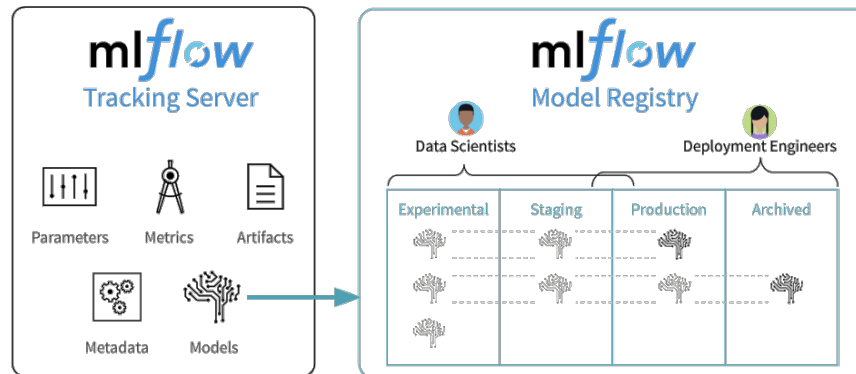 mlflow
Tracking Server
Parameters
Metrics
Artifacts
Metadata
Models
mlflow
Model Registry
Data Scientists
Deployment Engineers
Experimental
Staging
Production
Archived